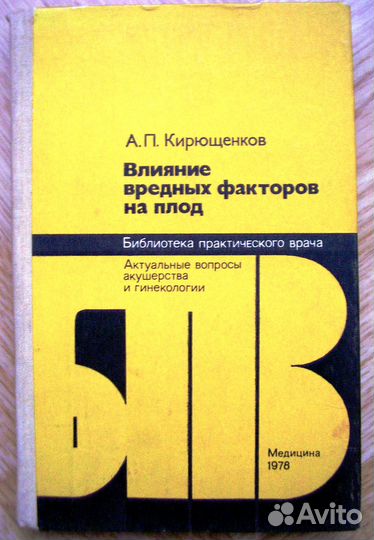 А.П. Кирющенков
Влияние
вредных факторов
на плод
Библиотека практического врача
Актуальные вопросы
акушерства
и гинекологии
БПВ
Медицина
1978
Avito